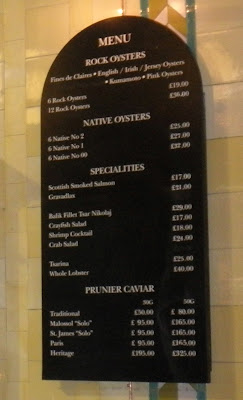 MENU
ROCK OYSTERS
Fines de Claires • English / Irish / Jersey Oysters
• Kumamoto • Pink Oysters
6 Rock Oysters £19.00
12 Rock Oysters £36.00
NATIVE OYSTERS
6 Native No 2 £25.00
6 Native No 1 £27.00
6 Native No 00 £32.00
SPECIALITIES
Scottish Smoked Salmon £17.00
Gravadlax £21.00
Balik Fillet Tsar Nikolaj £29.00
Crayfish Salad £17.00
Shrimp Cocktail £18.00
Crab Salad £24.00
Tsarina £25.00
Whole Lobster £40.00
PRUNIER CAVIAR
30G 50G
Traditional £50.00 £ 80.00
Malossol "Solo" £ 95.00 £165.00
St. James "Solo" £ 95.00 £165.00
Paris £ 95.00 £165.00
Heritage £195.00 £325.00